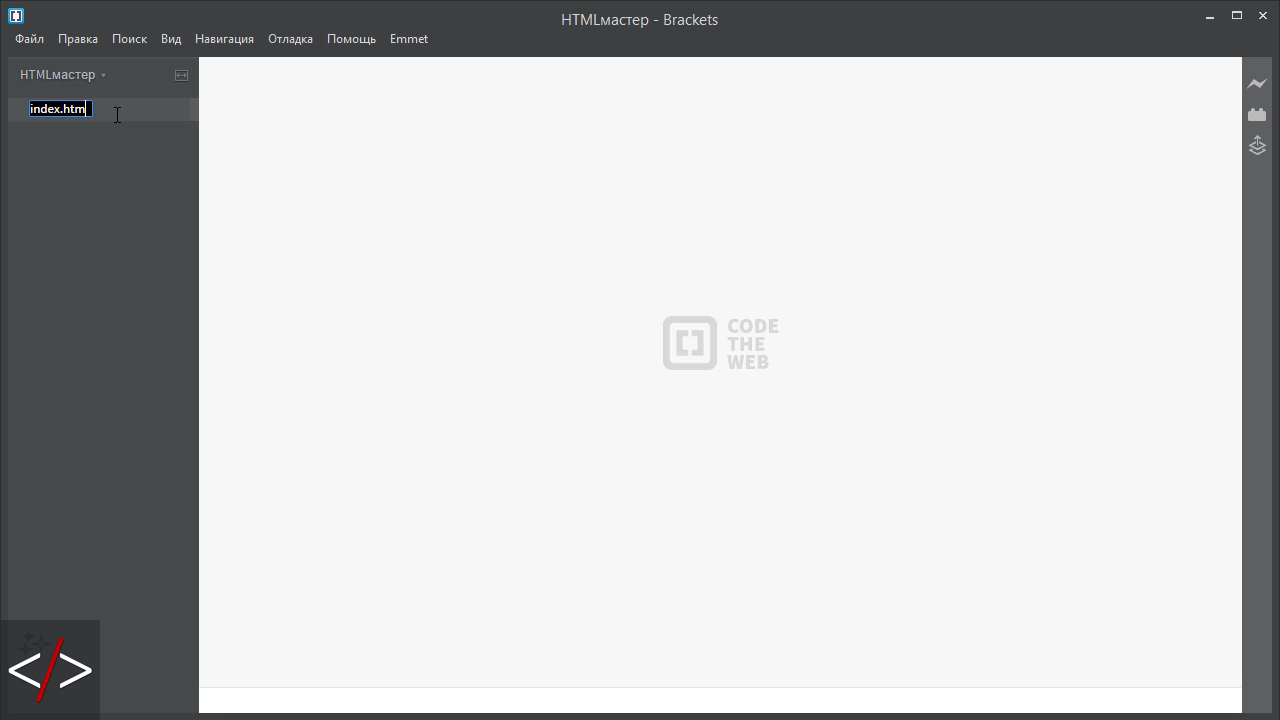 HTMLмастер - Brackets
Файл Правка Поиск Вид Навигация Отладка Помощь Emmet
HTMLмастер
index.htm
CODE
THE
WEB